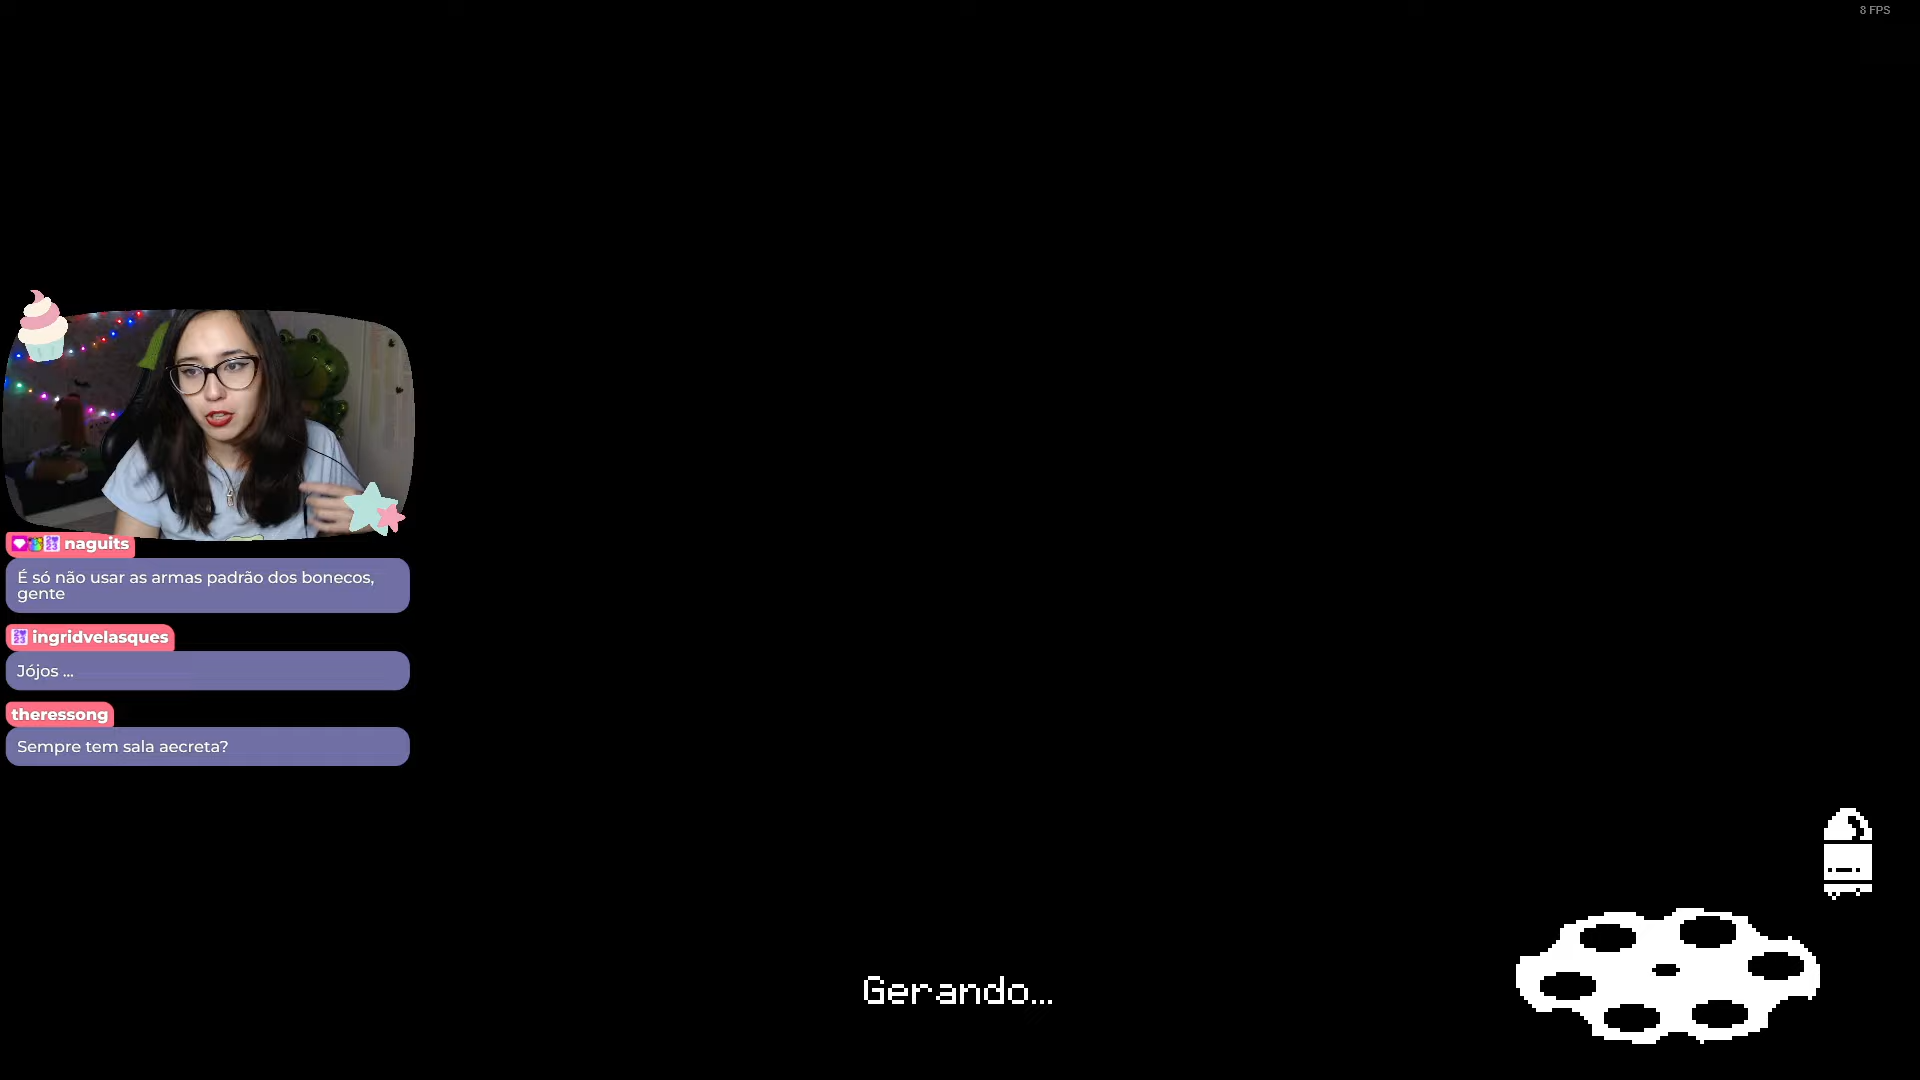 8 FPS
naguits
É só não usar as armas padrão dos bonecos,
gente
ingridvelasques
Jójos ...
theressong
Sempre tem sala aecreta?
Gerando...